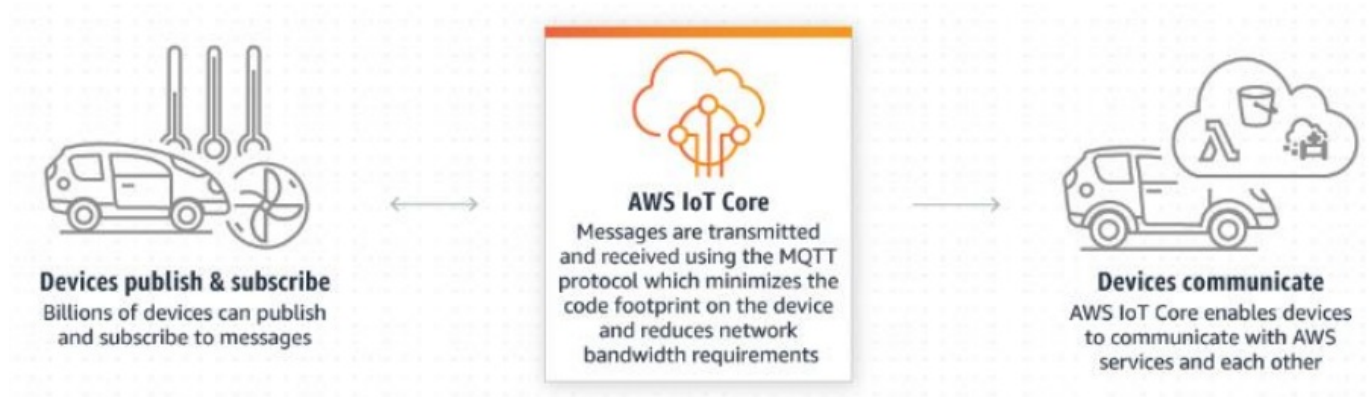 Devices publish & subscribe
Billions of devices can publish
and subscribe to messages
AWS IoT Core
Messages are transmitted
and received using the MQTT
protocol which minimizes the
code footprint on the device
and reduces network
bandwidth requirements
Devices communicate
AWS IoT Core enables devices
to communicate with AWS
services and each other